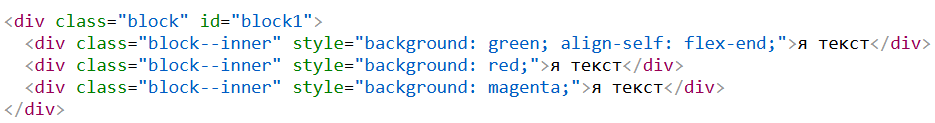 <div class="block" id="block1">
  <div class="block--inner" style="background: green; align-self: flex-end;">я текст</div>
  <div class="block--inner" style="background: red;">я текст</div>
  <div class="block--inner" style="background: magenta;">я текст</div>
</div>